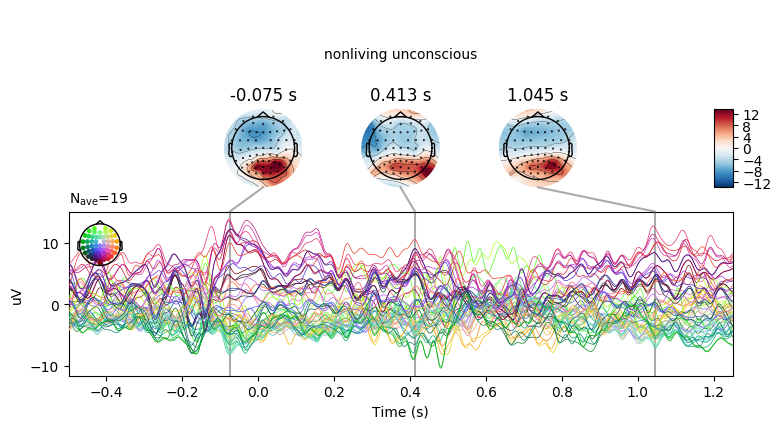 nonliving unconscious
-0.075 s 0.413 s 1.045 s
12
8
4
0
−4
−8
−12
Nave=19
10
0
−10
uV
−0.4 −0.2 0.0 0.2 0.4 0.6 0.8 1.0 1.2
Time (s)